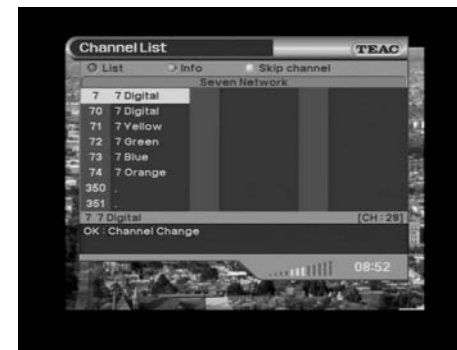 Channel List TEAC
List Info Skip channel
Seven Network
7 7 Digital
70 7 Digital
71 7 Yellow
72 7 Green
73 7 Blue
74 7 Orange
350 .
351 .
7 7 Digital [CH : 28]
OK : Channel Change
08:52